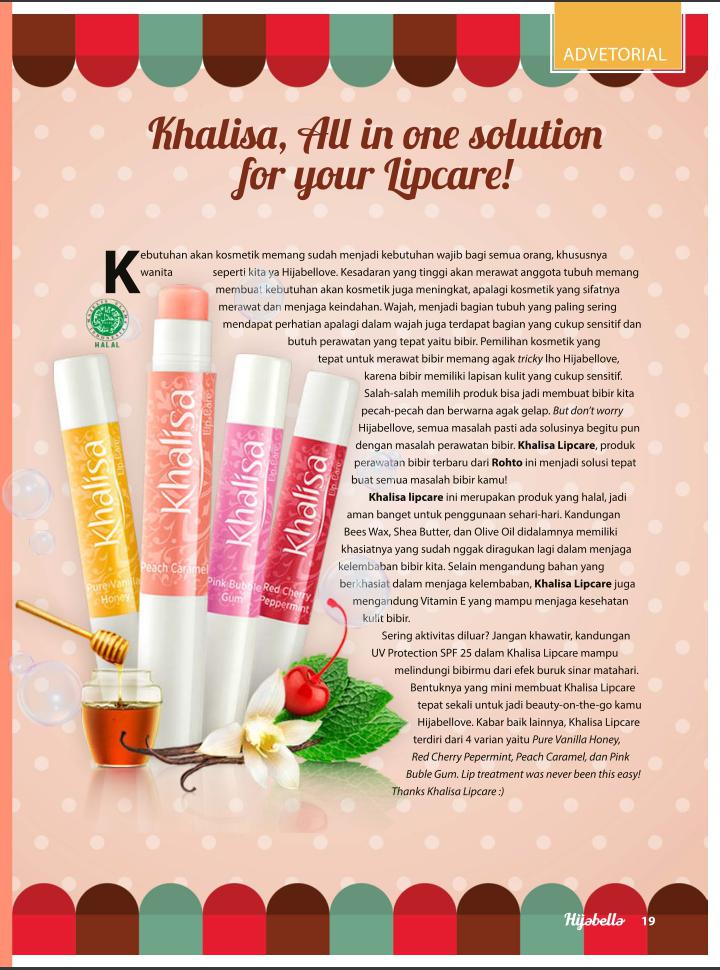 ADVETORIAL
Khalisa, All in one solution
for your Lipcare!
Kebutuhan akan kosmetik memang sudah menjadi kebutuhan wajib bagi semua orang, khususnya
wanita seperti kita ya Hijabellove. Kesadaran yang tinggi akan merawat anggota tubuh memang
membuat kebutuhan akan kosmetik juga meningkat, apalagi kosmetik yang sifatnya
merawat dan menjaga keindahan. Wajah, menjadi bagian tubuh yang paling sering
mendapat perhatian apalagi dalam wajah juga terdapat bagian yang cukup sensitif dan
butuh perawatan yang tepat yaitu bibir. Pemilihan kosmetik yang
tepat untuk merawat bibir memang agak tricky lho Hijabellove,
karena bibir memiliki lapisan kulit yang cukup sensitif.
Salah-salah memilih produk bisa jadi membuat bibir kita
pecah-pecah dan berwarna agak gelap. But don't worry
Hijabellove, semua masalah pasti ada solusinya begitu pun
dengan masalah perawatan bibir. Khalisa Lipcare, produk
perawatan bibir terbaru dari Rohto ini menjadi solusi tepat
buat semua masalah bibir kamu!
Khalisa lipcare ini merupakan produk yang halal, jadi
aman banget untuk penggunaan sehari-hari. Kandungan
Bees Wax, Shea Butter, dan Olive Oil didalamnya memiliki
khasiatnya yang sudah nggak diragukan lagi dalam menjaga
kelembaban bibir kita. Selain mengandung bahan yang
berkhasiat dalam menjaga kelembaban, Khalisa Lipcare juga
mengandung Vitamin E yang mampu menjaga kesehatan
kulit bibir.
Sering aktivitas diluar? Jangan khawatir, kandungan
UV Protection SPF 25 dalam Khalisa Lipcare mampu
melindungi bibirmu dari efek buruk sinar matahari.
Bentuknya yang mini membuat Khalisa Lipcare
tepat sekali untuk jadi beauty-on-the-go kamu
Hijabellove. Kabar baik lainnya, Khalisa Lipcare
terdiri dari 4 varian yaitu Pure Vanilla Honey,
Red Cherry Pepermint, Peach Caramel, dan Pink
Buble Gum. Lip treatment was never been this easy!
Thanks Khalisa Lipcare :)
HALAL
Khalisa
Lip Care
Pure Vanilla
Honey
Khalisa
Lip Care
Peach Caramel
Khalisa
Lip Care
Pink Bubble
Gum
Khalisa
Lip Care
Red Cherry
Peppermint
Hijabella 19